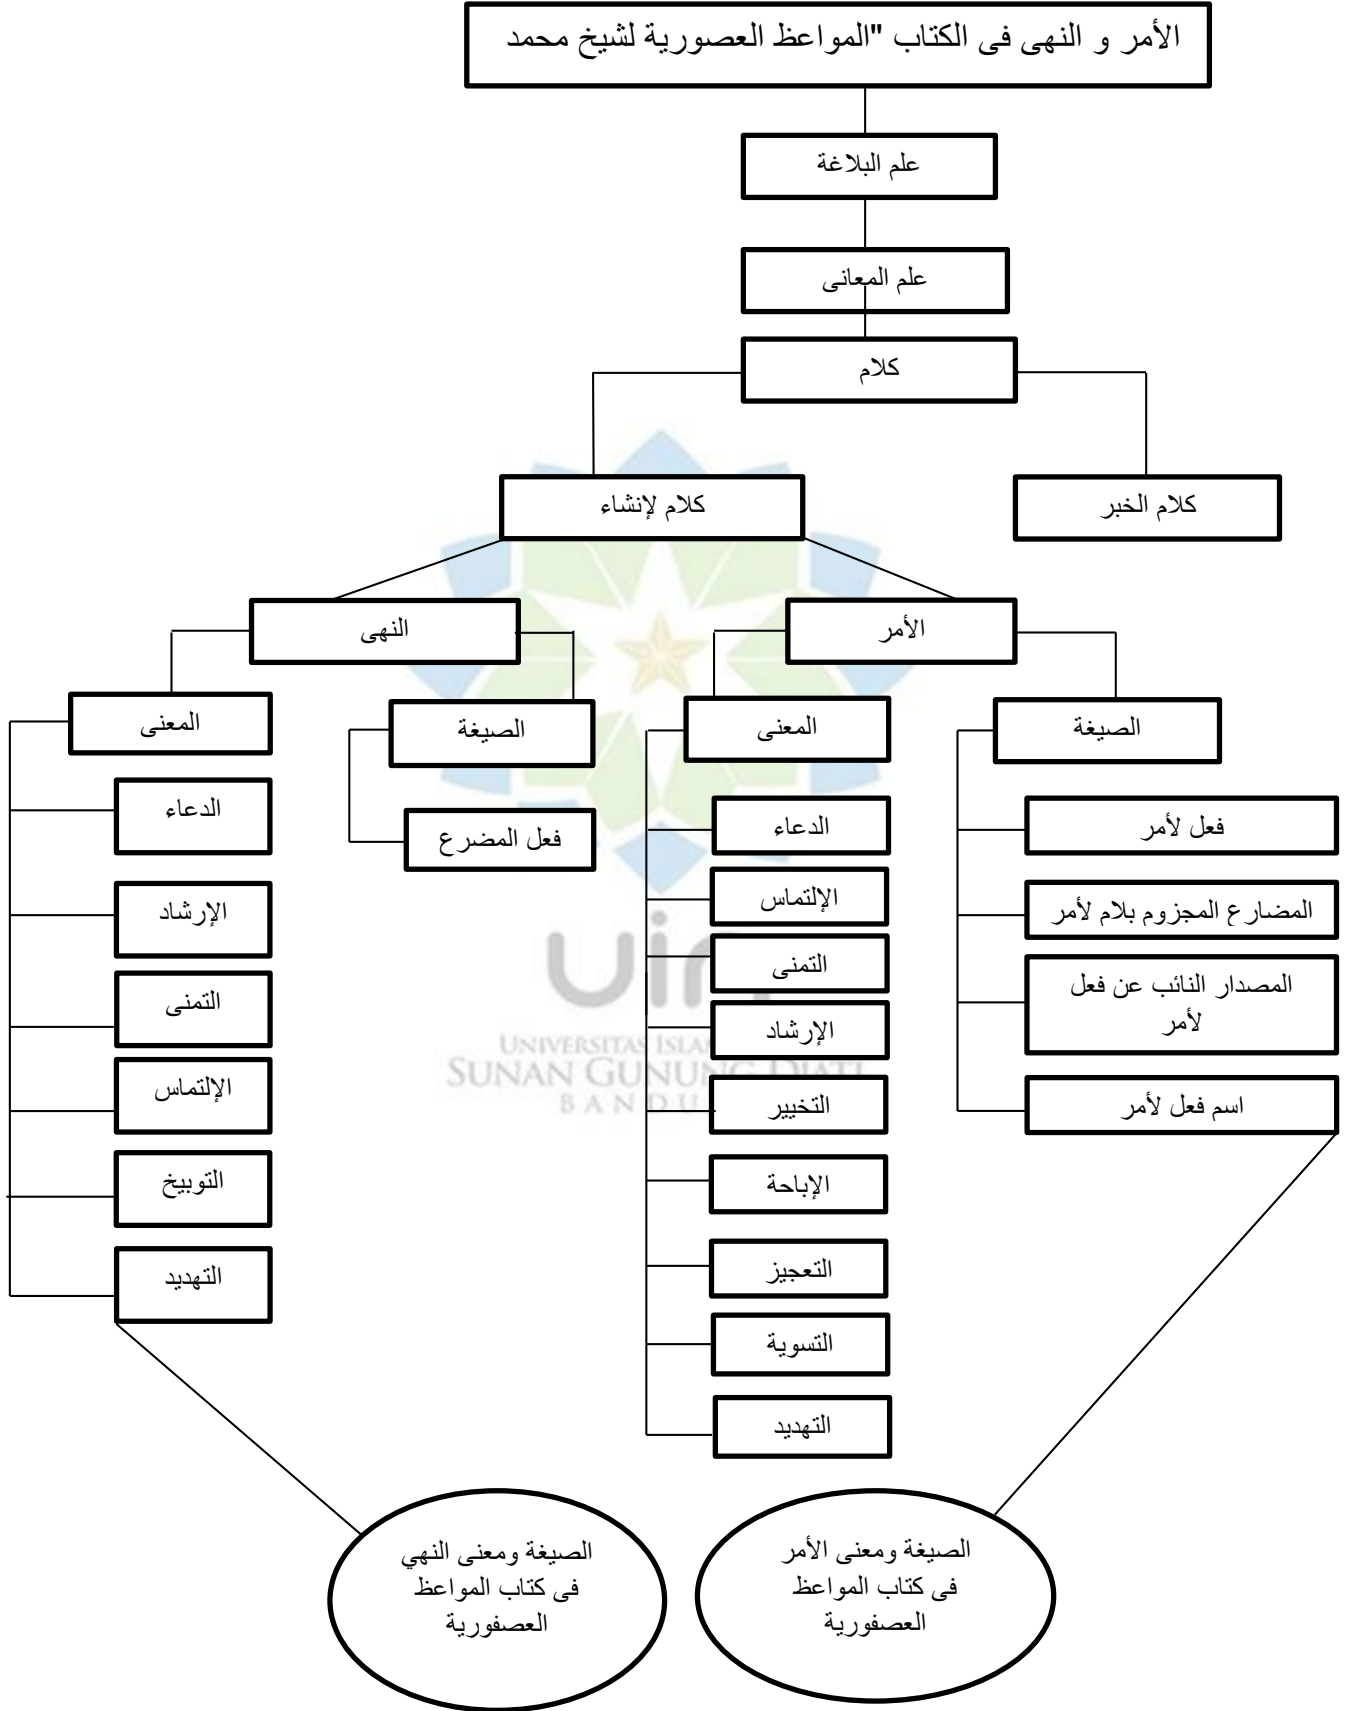 الأمر و النهى فى الكتاب "المواعظ العصورية لشيخ محمد
علم البلاغة
علم المعانى
كلام
كلام الخبر
كلام لإنشاء
الأمر
النهى
الصيغة
المعنى
الصيغة
المعنى
فعل لأمر
المضارع المجزوم بلام لأمر
المصدار النائب عن فعل
لأمر
اسم فعل لأمر
الدعاء
الإلتماس
التمنى
الإرشاد
التخيير
الإباحة
التعجيز
التسوية
التهديد
فعل المضرع
الدعاء
الإرشاد
التمنى
الإلتماس
التوبيخ
التهديد
الصيغة ومعنى الأمر
فى كتاب المواعظ
العصفورية
الصيغة ومعنى النهي
فى كتاب المواعظ
العصفورية
UNIVERSITAS
SUNAN GUNUNG DJATI